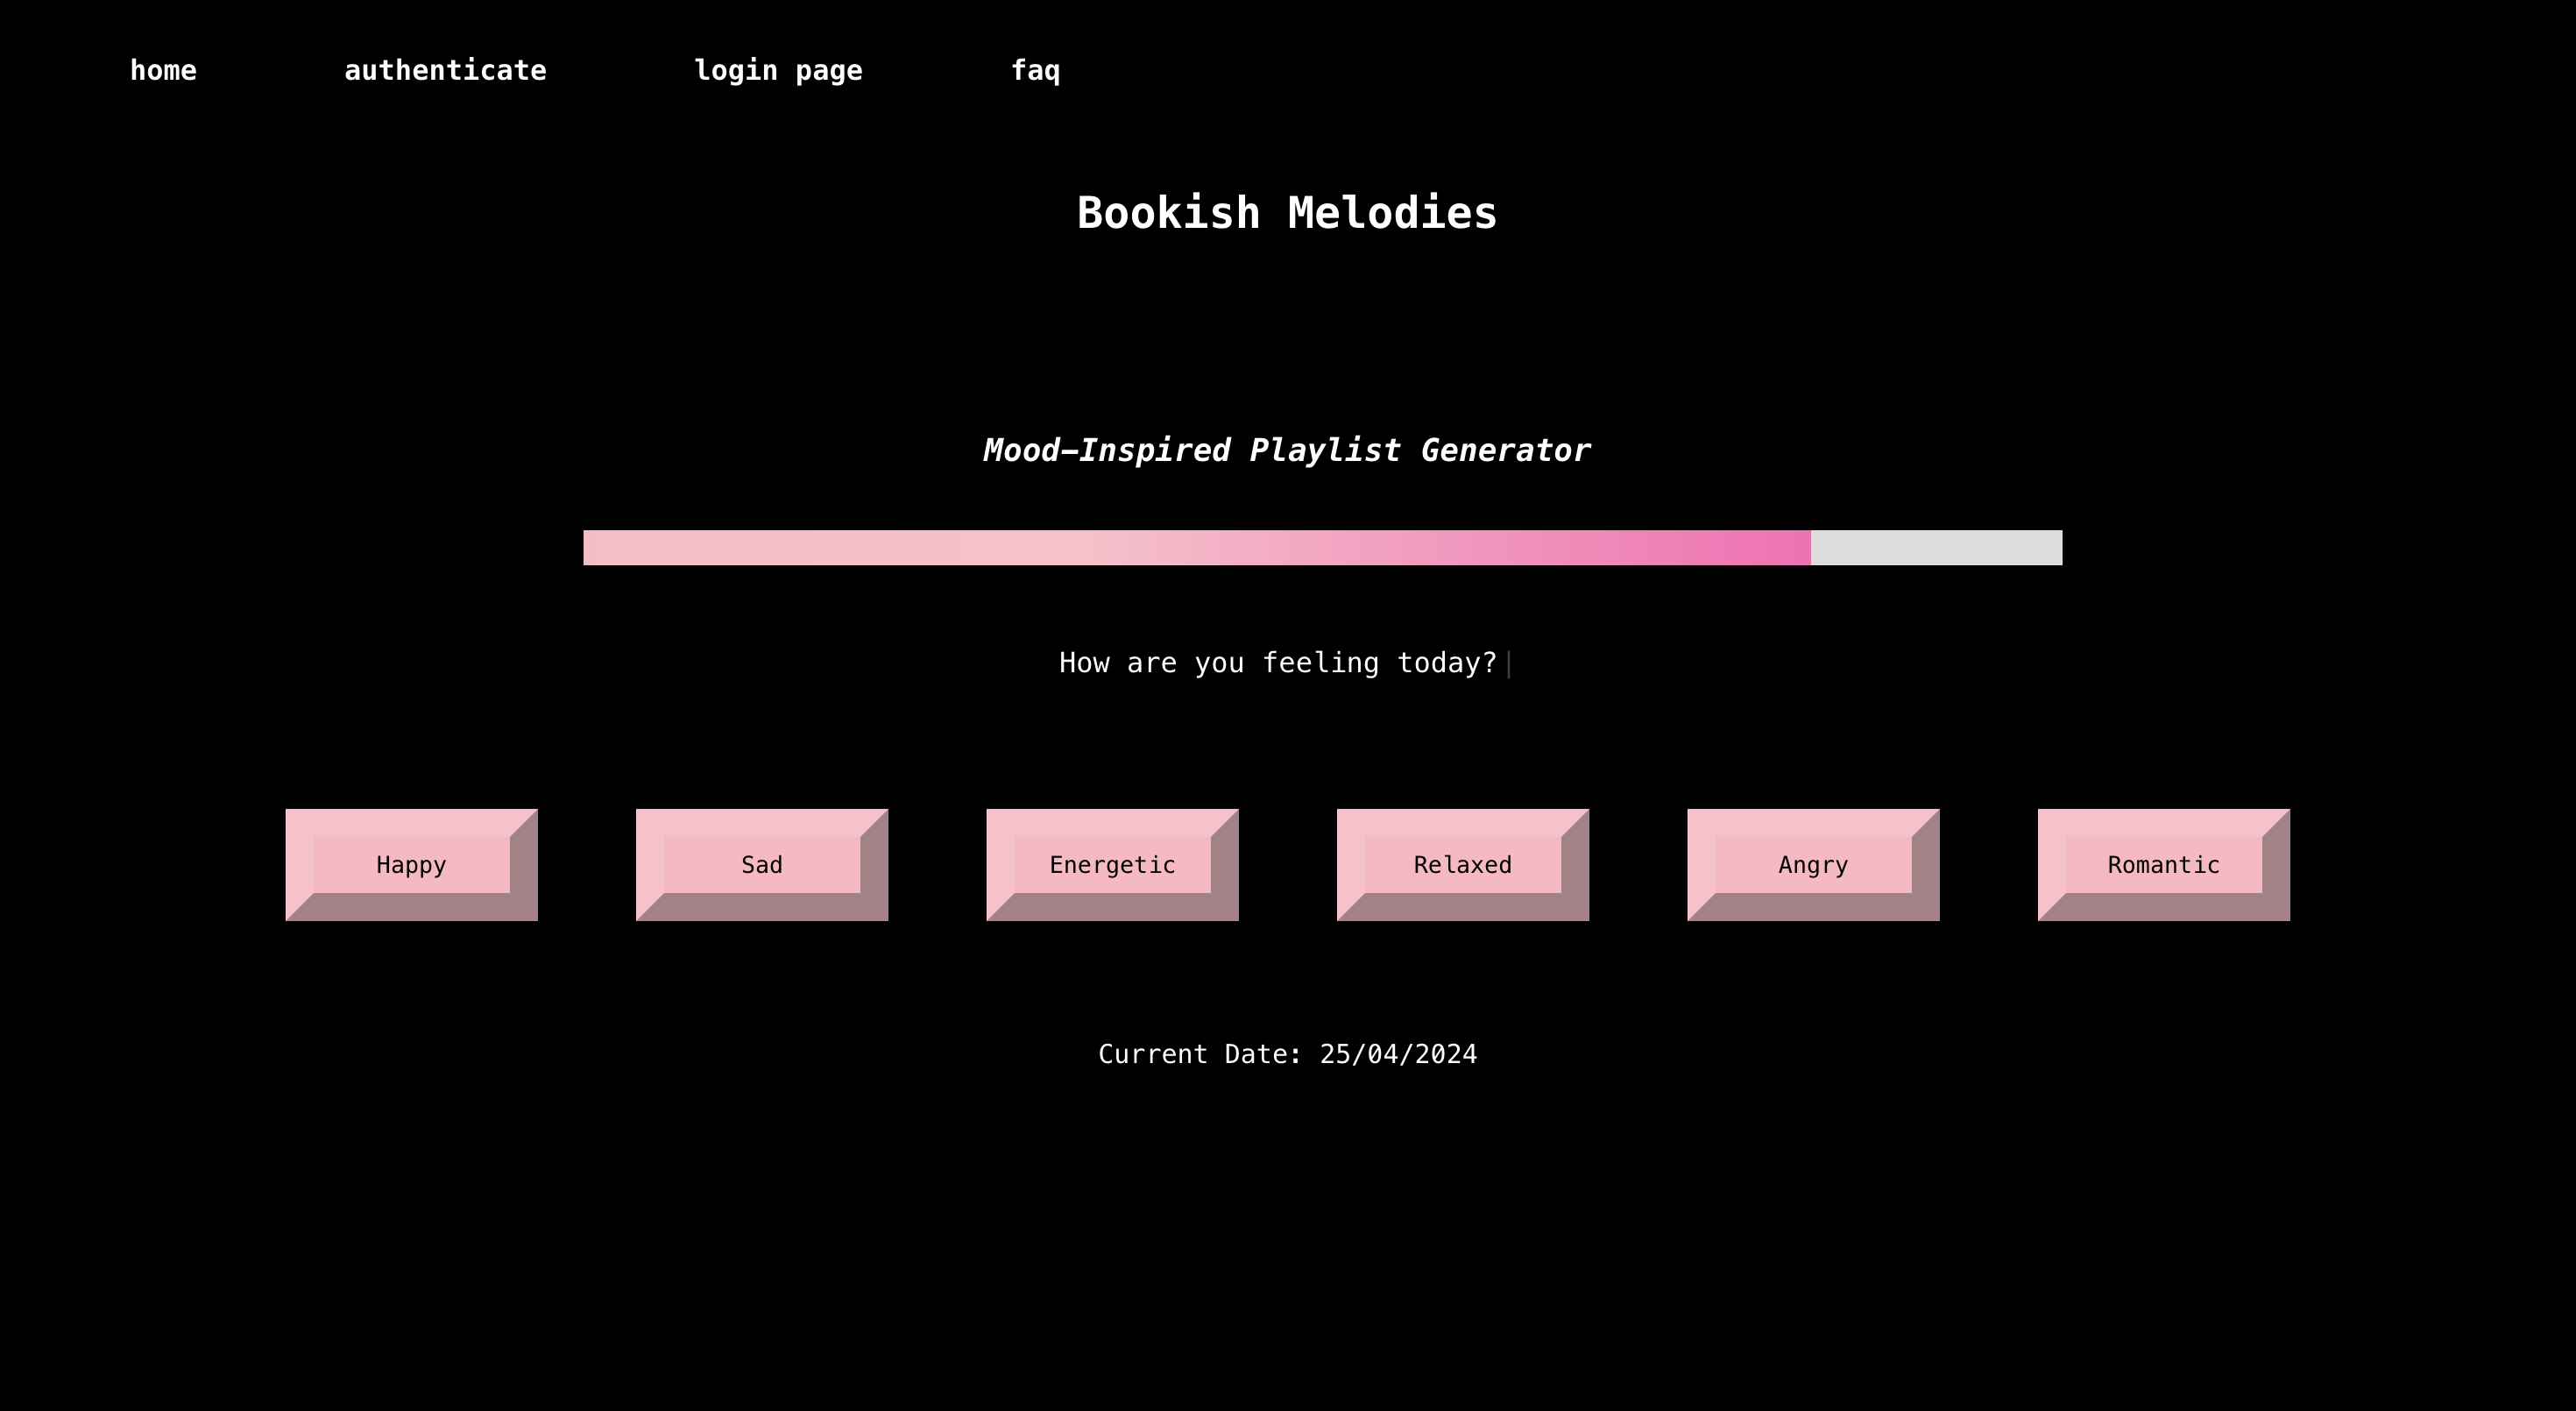 home authenticate login page faq
Bookish Melodies
Mood–Inspired Playlist Generator
How are you feeling today?|
Happy Sad Energetic Relaxed Angry Romantic
Current Date: 25/04/2024